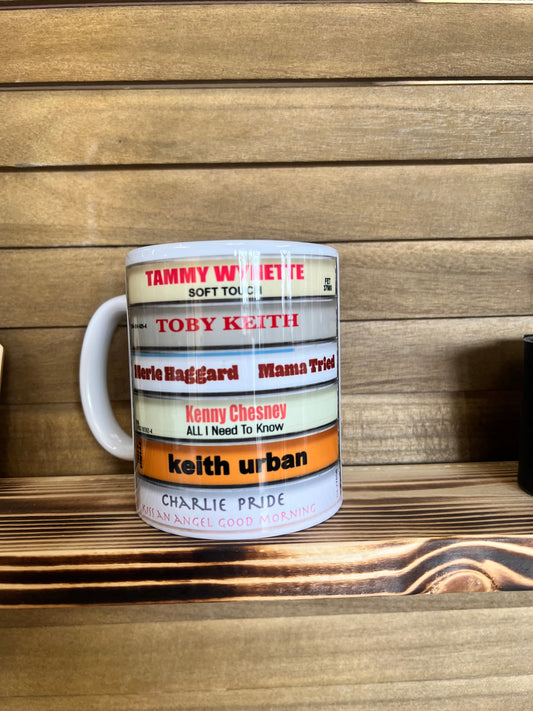 TAMMY WYNETTE
SOFT TOUCH
TOBY KEITH
Merle Haggard Mama Tried
Kenny Chesney
ALL I Need To Know
keith urban
CHARLIE PRIDE
KISS AN ANGEL GOOD MORNING